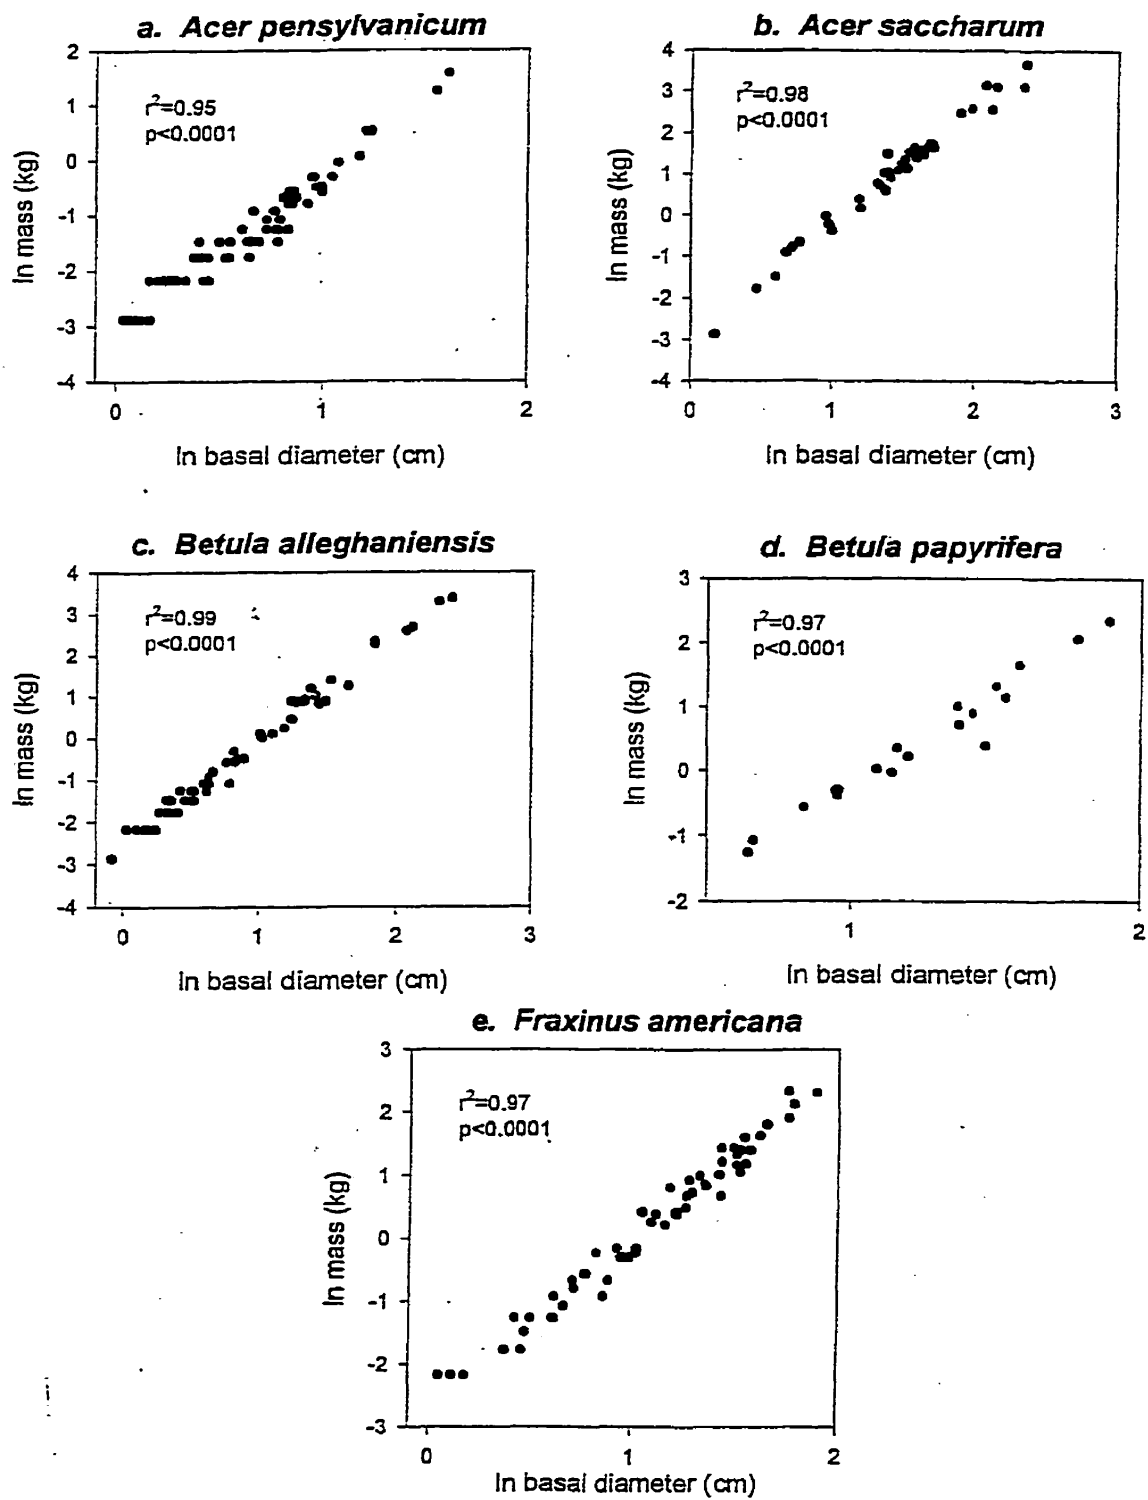 a. Acer pensylvanicum
2
1
0
-1
-2
-3
-4
r²=0.95
p<0.0001
ln mass (kg)
0 1 2
ln basal diameter (cm)
b. Acer saccharum
4
3
2
1
0
-1
-2
-3
-4
r²=0.98
p<0.0001
ln mass (kg)
0 1 2 3
ln basal diameter (cm)
c. Betula alleghaniensis
4
3
2
1
0
-1
-2
-3
-4
r²=0.99
p<0.0001
ln mass (kg)
0 1 2 3
ln basal diameter (cm)
d. Betula papyrifera
3
2
1
0
-1
-2
r²=0.97
p<0.0001
ln mass (kg)
1 2
ln basal diameter (cm)
e. Fraxinus americana
3
2
1
0
-1
-2
-3
r²=0.97
p<0.0001
ln mass (kg)
0 1 2
ln basal diameter (cm)